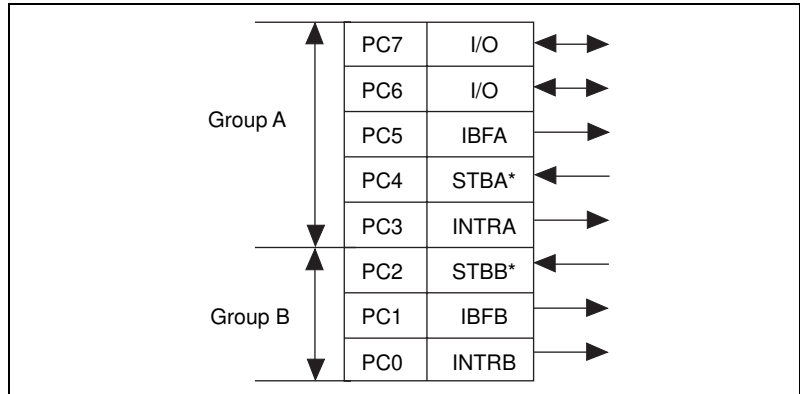 PC7 I/O
PC6 I/O
Group A
PC5 IBFA
PC4 STBA*
PC3 INTRA
PC2 STBB*
Group B
PC1 IBFB
PC0 INTRB